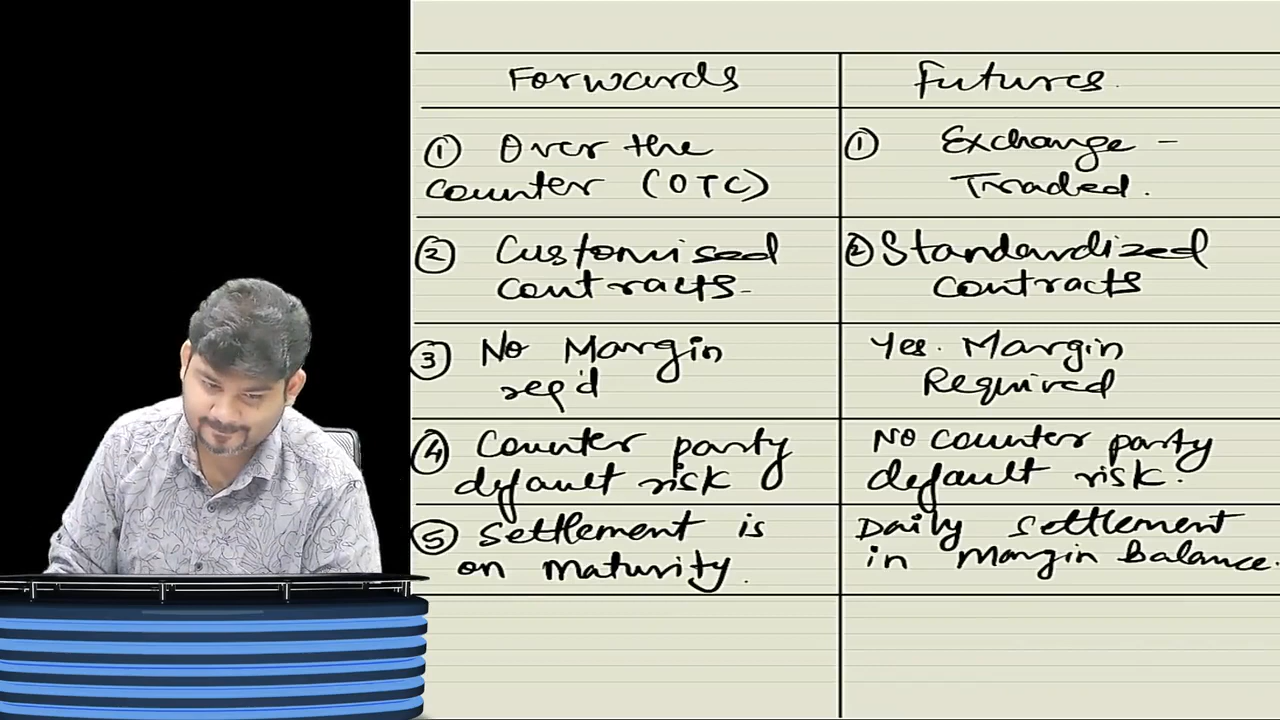 Forwards
Futures.
① Over the
counter (OTC)
① Exchange -
Traded.
② Customised
contracts-
② Standardized
contracts
③ No Margin
req'd
Yes. Margin
Required
④ Counter party
default risk
No counter party
default risk.
⑤ Settlement is
on maturity.
Daily settlement
in Margin balance.